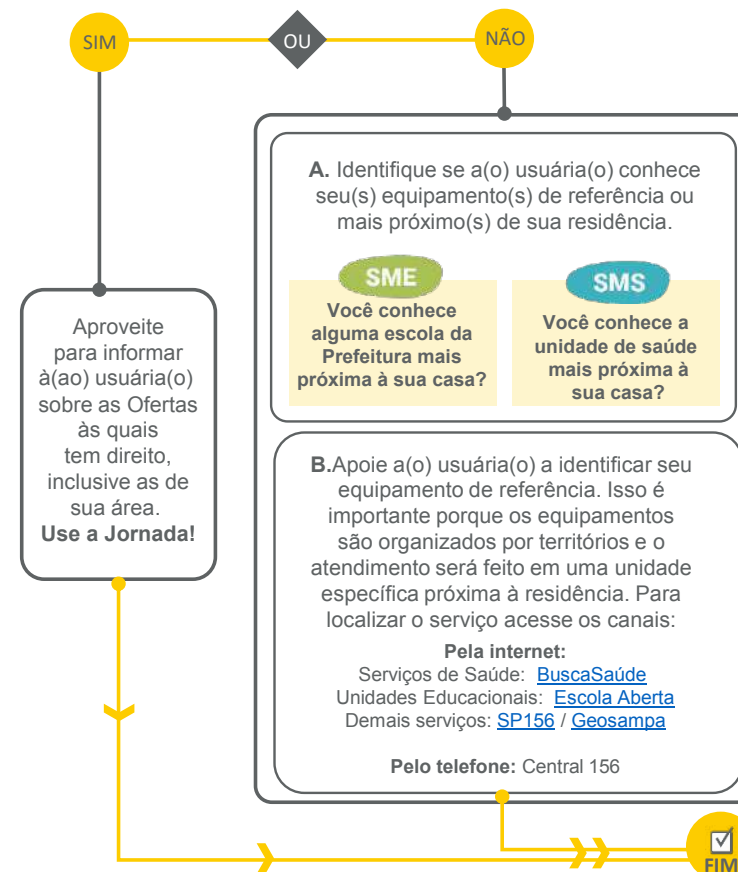 SIM
OU
NÃO
Aproveite
para informar
à(ao) usuária(o)
sobre as Ofertas
às quais
tem direito,
inclusive as de
sua área.
Use a Jornada!
A. Identifique se a(o) usuária(o) conhece
seu(s) equipamento(s) de referência ou
mais próximo(s) de sua residência.
SME
Você conhece
alguma escola da
Prefeitura mais
próxima à sua casa?
SMS
Você conhece a
unidade de saúde
mais próxima à
sua casa?
B.Apoie a(o) usuária(o) a identificar seu
equipamento de referência. Isso é
importante porque os equipamentos
são organizados por territórios e o
atendimento será feito em uma unidade
específica próxima à residência. Para
localizar o serviço acesse os canais:
Pela internet:
Serviços de Saúde: BuscaSaúde
Unidades Educacionais: Escola Aberta
Demais serviços: SP156 / Geosampa
Pelo telefone: Central 156
FIM